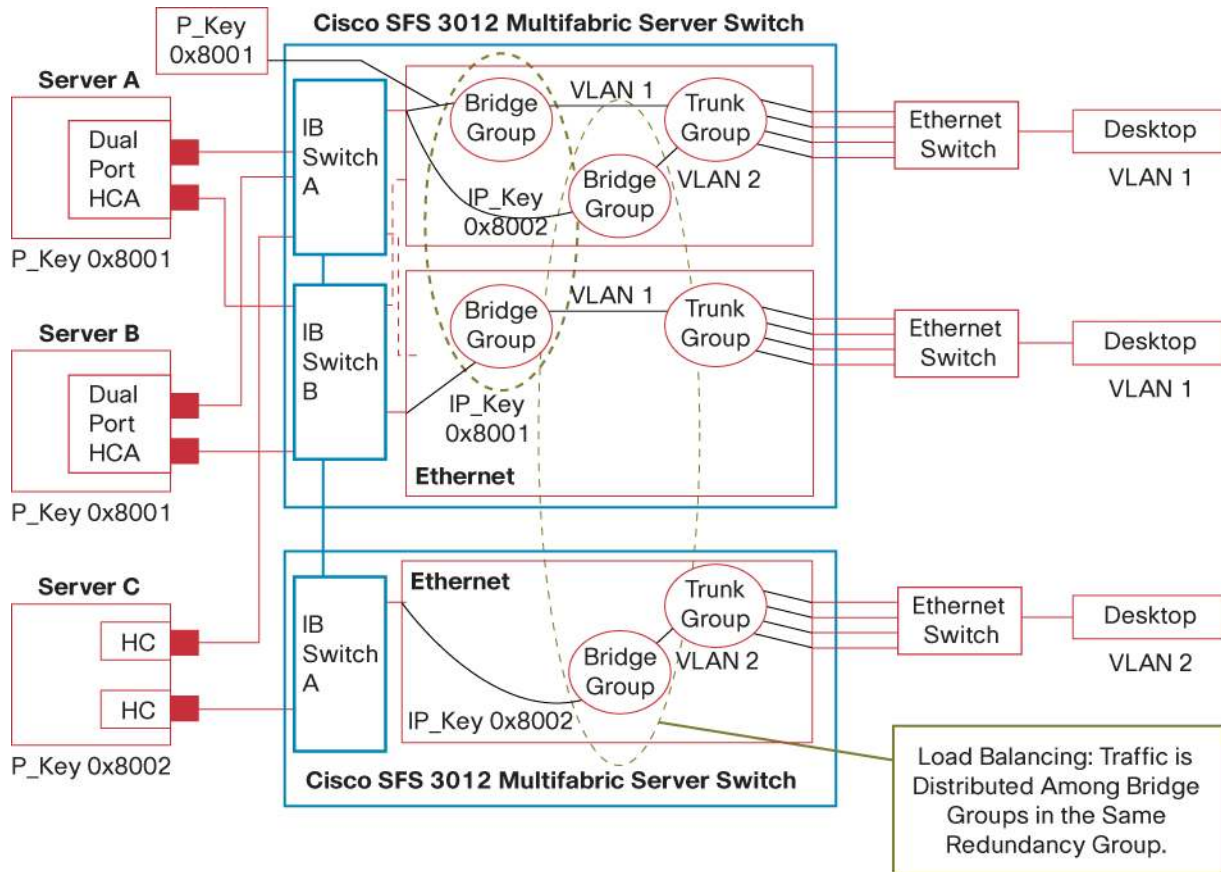 P_Key
0x8001
Cisco SFS 3012 Multifabric Server Switch
Server A
Dual
Port
HCA
P_Key 0x8001
IB
Switch
A
Bridge
Group
VLAN 1
Trunk
Group
IP_Key
0x8002
Bridge
Group
VLAN 2
Ethernet
Switch
Desktop
VLAN 1
Server B
Dual
Port
HCA
P_Key 0x8001
IB
Switch
B
Bridge
Group
VLAN 1
Trunk
Group
IP_Key
0x8001
Ethernet
Ethernet
Switch
Desktop
VLAN 1
Server C
HC
HC
P_Key 0x8002
IB
Switch
A
Ethernet
Trunk
Group
Bridge
Group
VLAN 2
IP_Key 0x8002
Ethernet
Switch
Desktop
VLAN 2
Cisco SFS 3012 Multifabric Server Switch
Load Balancing: Traffic is
Distributed Among Bridge
Groups in the Same
Redundancy Group.